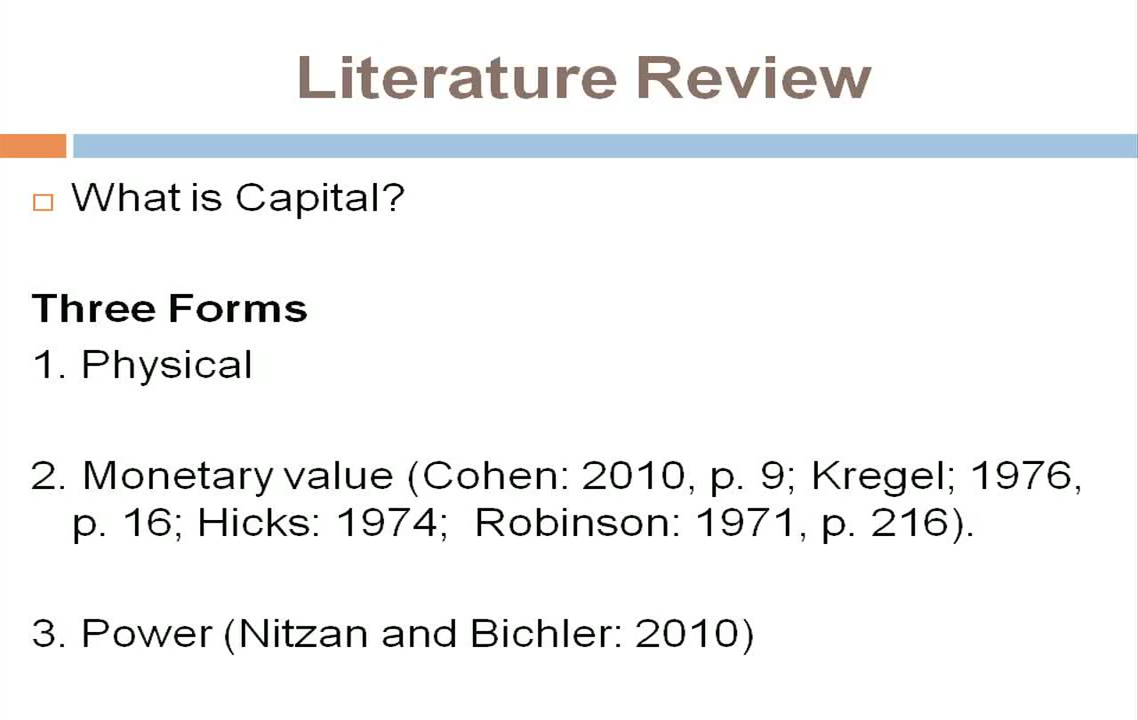 Literature Review
What is Capital?
Three Forms
1. Physical
2. Monetary value (Cohen: 2010, p. 9; Kregel; 1976,
p. 16; Hicks: 1974; Robinson: 1971, p. 216).
3. Power (Nitzan and Bichler: 2010)